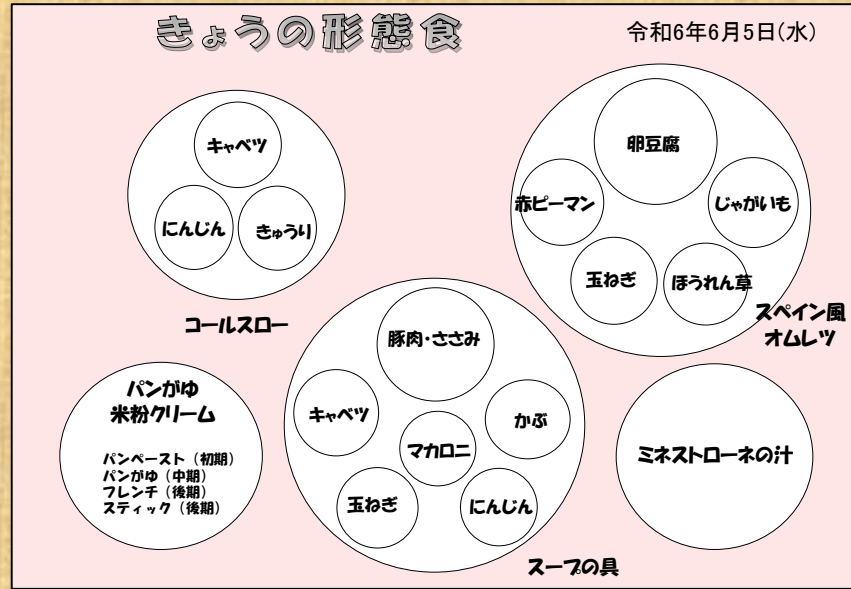 きょうの形態食
令和6年6月5日(水)
キャベツ
にんじん
きゅうり
コールスロー
卵豆腐
赤ピーマン
じゃがいも
玉ねぎ
ほうれん草
スペイン風
オムレツ
パンがゆ
米粉クリーム
パンペースト（初期）
パンがゆ（中期）
フレンチ（後期）
スティック（後期）
豚肉・ささみ
キャベツ
かぶ
マカロニ
玉ねぎ
にんじん
スープの具
ミネストローネの汁